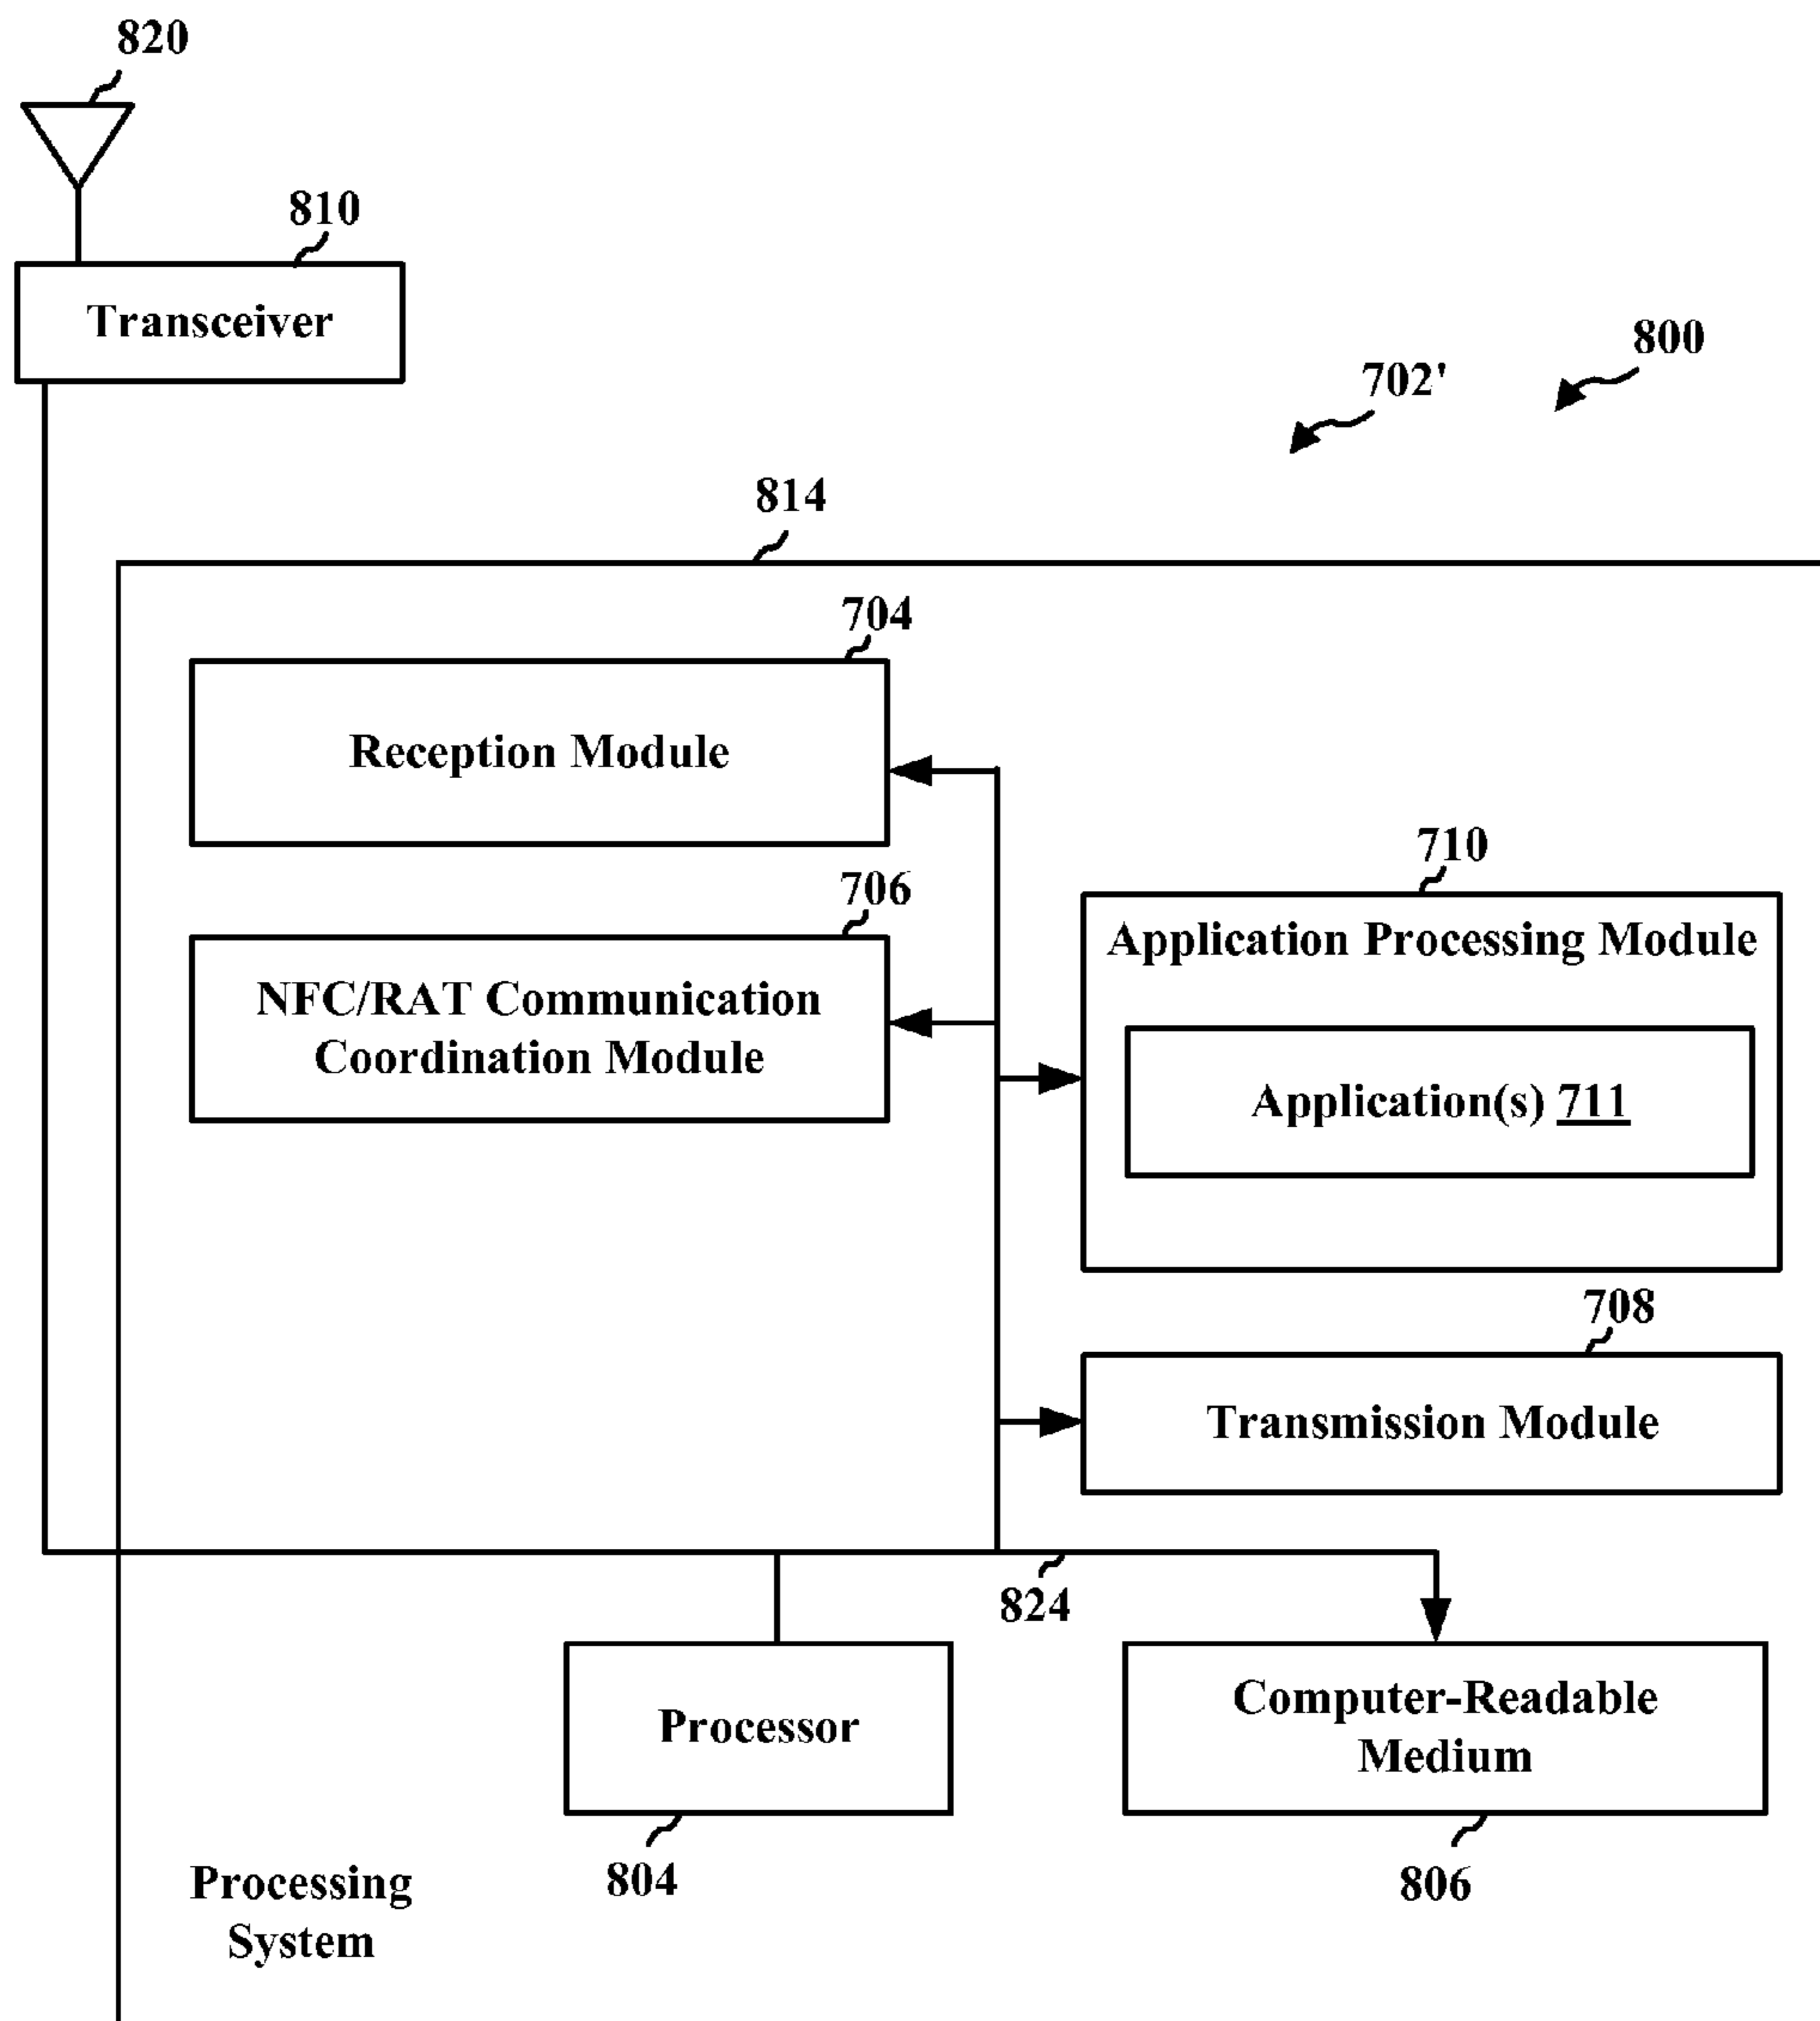 820
810
Transceiver
800
702'
814
704
Reception Module
710
706
Application Processing Module
NFC/RAT Communication
Coordination Module
Application(s) 711
708
Transmission Module
824
Processor
Computer-Readable
Medium
804
806
Processing
System